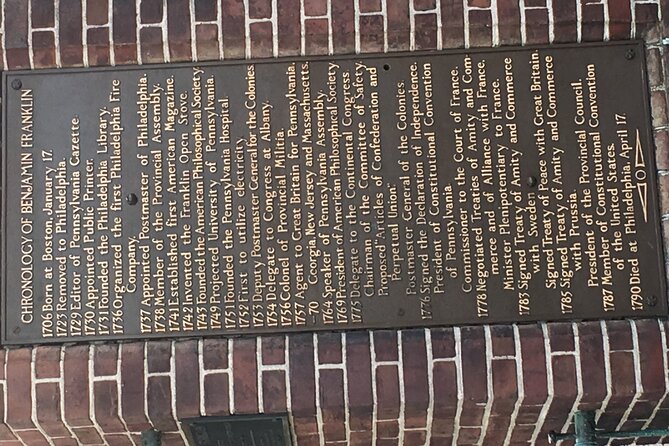 CHRONOLOGY OF BENJAMIN FRANKLIN
1706 Born at Boston, January 17.
1723 Removed to Philadelphia.
1729 Editor of Pennsylvania Gazette
1730 Appointed Public Printer.
1731 Founded the Philadelphia Library.
1736 Organized the first Philadelphia Fire
Company.
1737 Appointed Postmaster of Philadelphia.
1738 Member of the Provincial Assembly.
1741 Established first American Magazine.
1742 Invented the Franklin Open Stove.
1743 Founded the American Philosophical Society.
1749 Projected University of Pennsylvania.
1751 Founded the Pennsylvania Hospital
1752 First to utilize electricity.
1753 Deputy Postmaster General for the Colonies
1754 Delegate to Congress at Albany.
1756 Colonel of Provincial Militia.
1757 Agent to Great Britain for Pennsylvania,
-70 Georgia, New Jersey and Massachusetts.
1764 Speaker of Pennsylvania Assembly.
1769 President of American Philosophical Society
1775 Delegate to the Continental Congress
Chairman of the Committee of Safety.
Proposed "Articles of Confederation and
Perpetual Union."
Postmaster General of the Colonies
1776 Signed the Declaration of Independence.
President of Constitutional Convention
of Pennsylvania
Commissioner to the Court of France.
1778 Negotiated Treaties of Amity and Com-
merce and of Alliance with France.
Minister Plenipotentiary to France.
1783 Signed Treaty of Amity and Commerce
with Sweden.
Signed Treaty of Peace with Great Britain.
1785 Signed Treaty of Amity and Commerce
with Prussia.
President of the Provincial Council.
1787 Member of Constitutional Convention
of the United States.
1790 Died at Philadelphia, April 17.